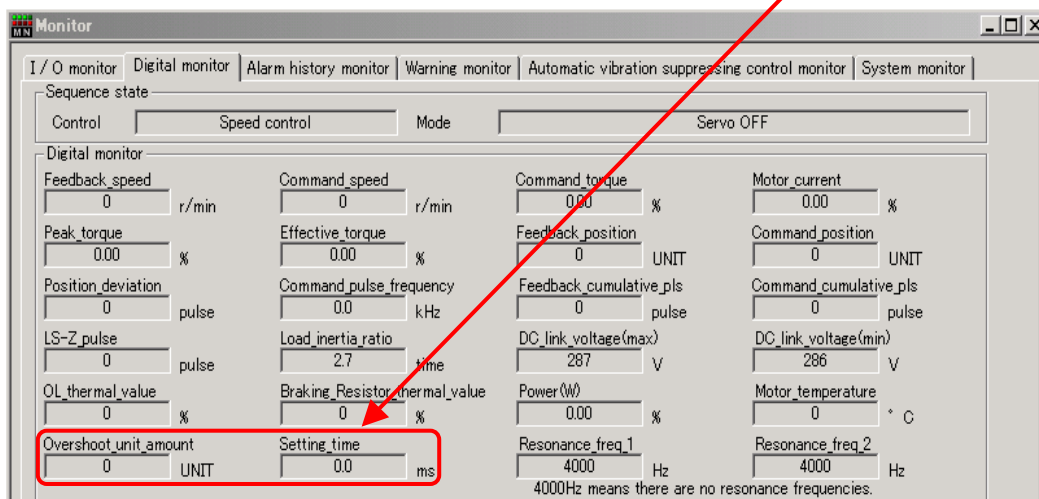 MN Monitor
I/O monitor Digital monitor Alarm history monitor Warning monitor Automatic vibration suppressing control monitor System monitor
Sequence state
Control Speed control Mode Servo OFF
Digital monitor
Feedback_speed Command_speed Command_torque Motor_current
0 r/min 0 r/min 0.00 % 0.00 %
Peak_torque Effective_torque Feedback_position Command_position
0.00 % 0.00 % 0 UNIT 0 UNIT
Position_deviation Command_pulse_frequency Feedback_cumulative_pls Command_cumulative_pls
0 pulse 0.0 kHz 0 pulse 0 pulse
LS-Z_pulse Load_inertia_ratio DC_link_voltage(max) DC_link_voltage(min)
0 pulse 2.7 time 287 V 286 V
OL_thermal_value Braking_Resistor_thermal_value Power(W) Motor_temperature
0 % 0 % 0.00 % 0 ° C
Overshoot_unit_amount Setting_time Resonance_freq_1 Resonance_freq_2
0 UNIT 0.0 ms 4000 Hz 4000 Hz
4000Hz means there are no resonance frequencies.